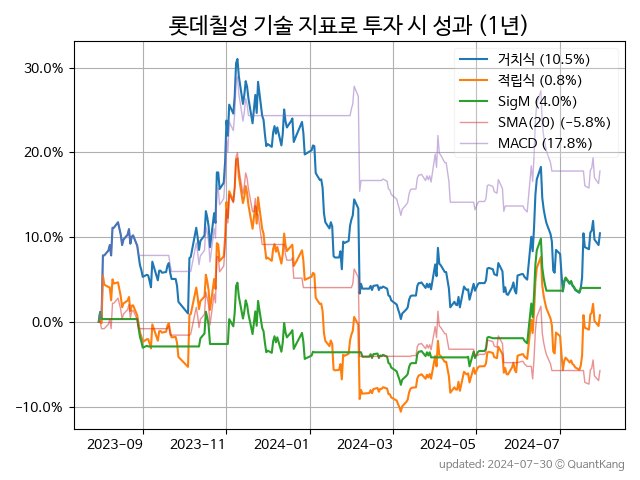 롯데칠성 기술 지표로 투자 시 성과 (1년)
거치식 (10.5%)
적립식 (0.8%)
SigM (4.0%)
SMA(20) (−5.8%)
MACD (17.8%)
30.0%
20.0%
10.0%
0.0%
−10.0%
2023-09 2023-11 2024-01 2024-03 2024-05 2024-07
updated: 2024-07-30 © QuantKang